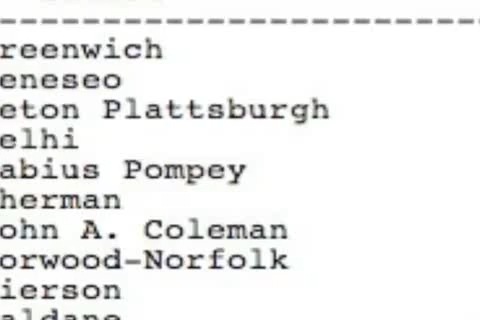 --------------------------------
reenwich
eneseo
eton Plattsburgh
elhi
abius Pompey
herman
ohn A. Coleman
orwood-Norfolk
ierson